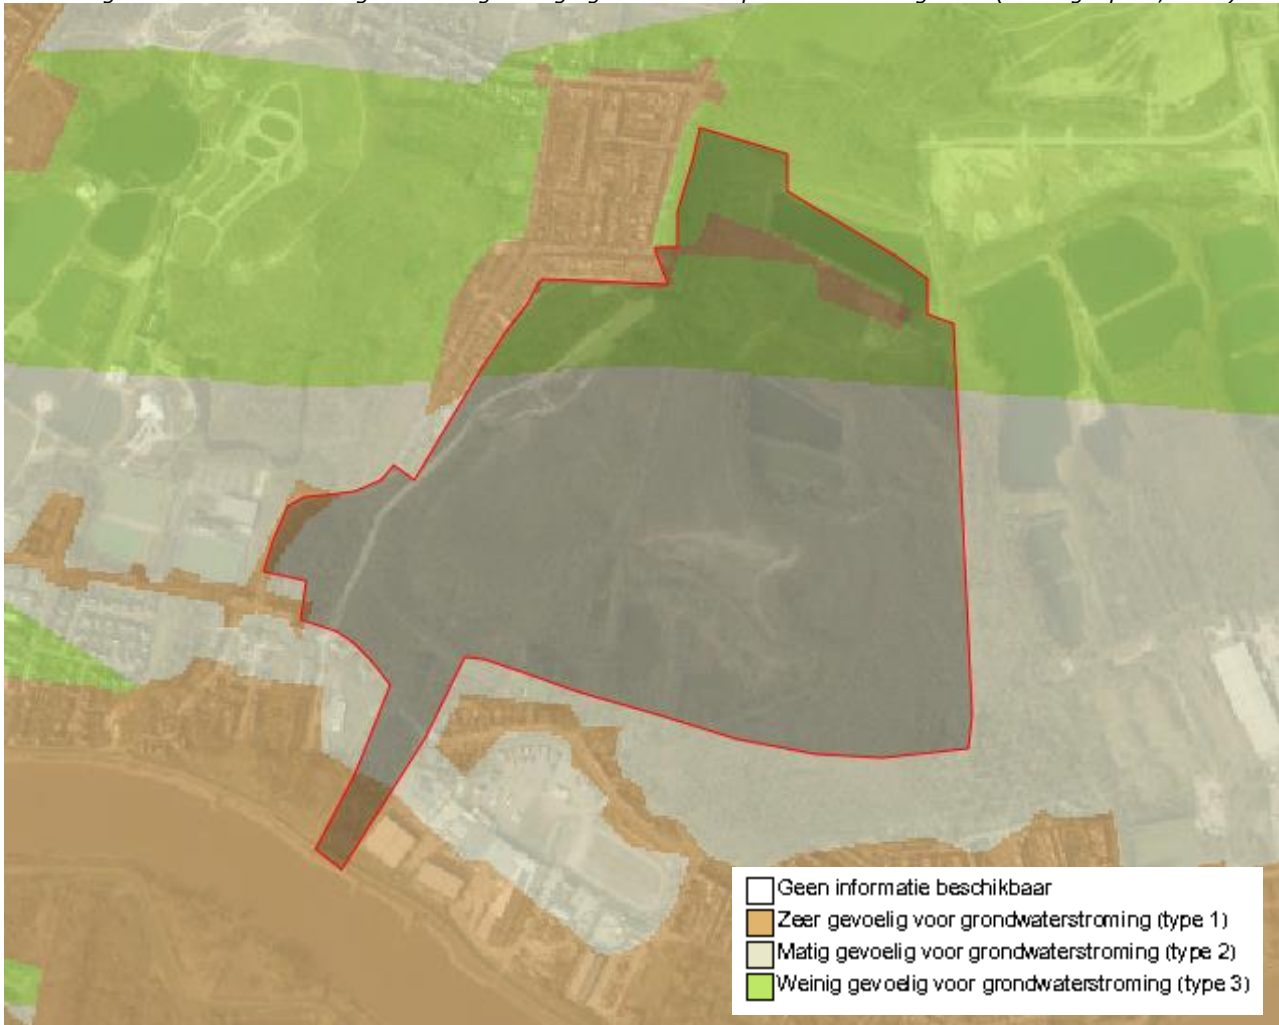 Geen informatie beschikbaar
Zeer gevoelig voor grondwaterstroming (type 1)
Matig gevoelig voor grondwaterstroming (type 2)
Weinig gevoelig voor grondwaterstroming (type 3)